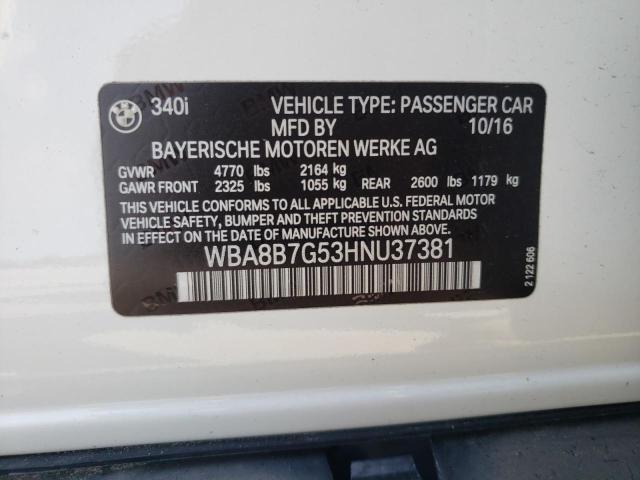 340i VEHICLE TYPE: PASSENGER CAR
MFD BY 10/16
BAYERISCHE MOTOREN WERKE AG
GVWR 4770 lbs 2164 kg
GAWR FRONT 2325 lbs 1055 kg REAR 2600 lbs 1179 kg
THIS VEHICLE CONFORMS TO ALL APPLICABLE U.S. FEDERAL MOTOR
VEHICLE SAFETY, BUMPER AND THEFT PREVENTION STANDARDS
IN EFFECT ON THE DATE OF MANUFACTURE SHOWN ABOVE.
WBA8B7G53HNU37381
2 122 606